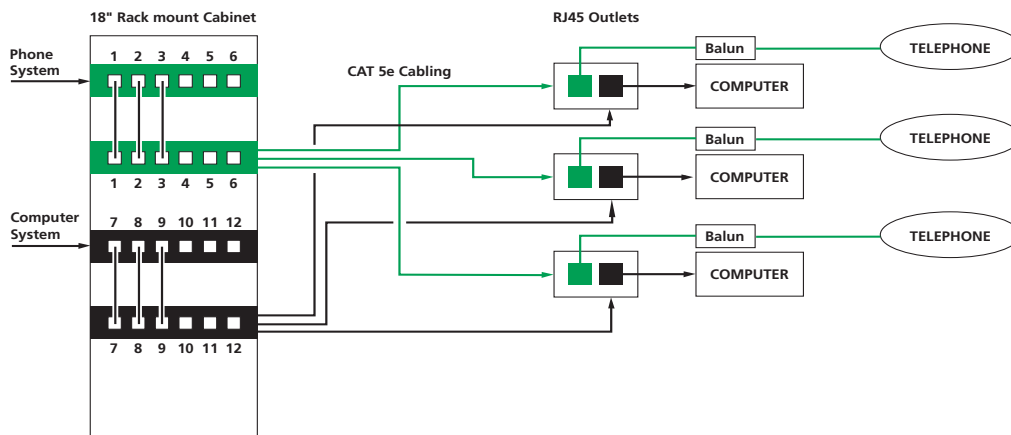 18" Rack mount Cabinet
RJ45 Outlets
Phone
System
1 2 3 4 5 6
CAT 5e Cabling
Balun
TELEPHONE
COMPUTER
1 2 3 4 5 6
Balun
TELEPHONE
COMPUTER
Computer
System
7 8 9 10 11 12
Balun
TELEPHONE
COMPUTER
7 8 9 10 11 12